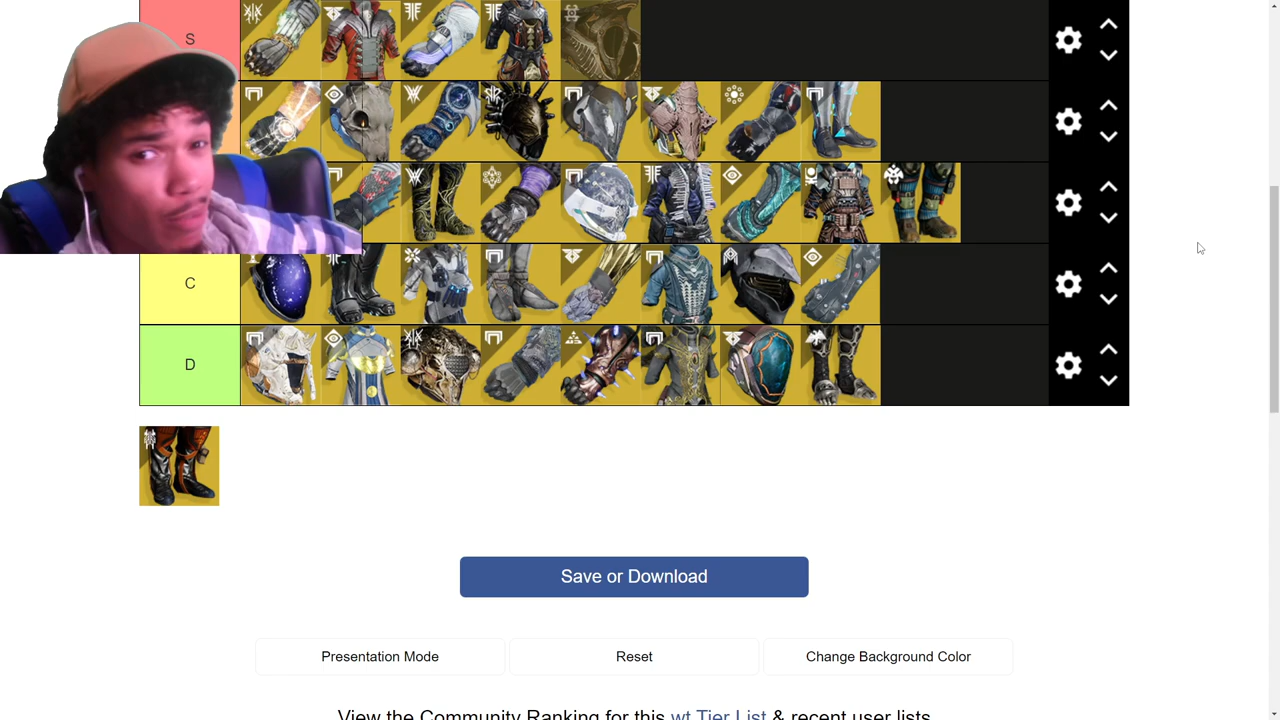 S
C
D
Save or Download
Presentation Mode
Reset
Change Background Color
View the Community Ranking for this wt Tier List & recent user lists